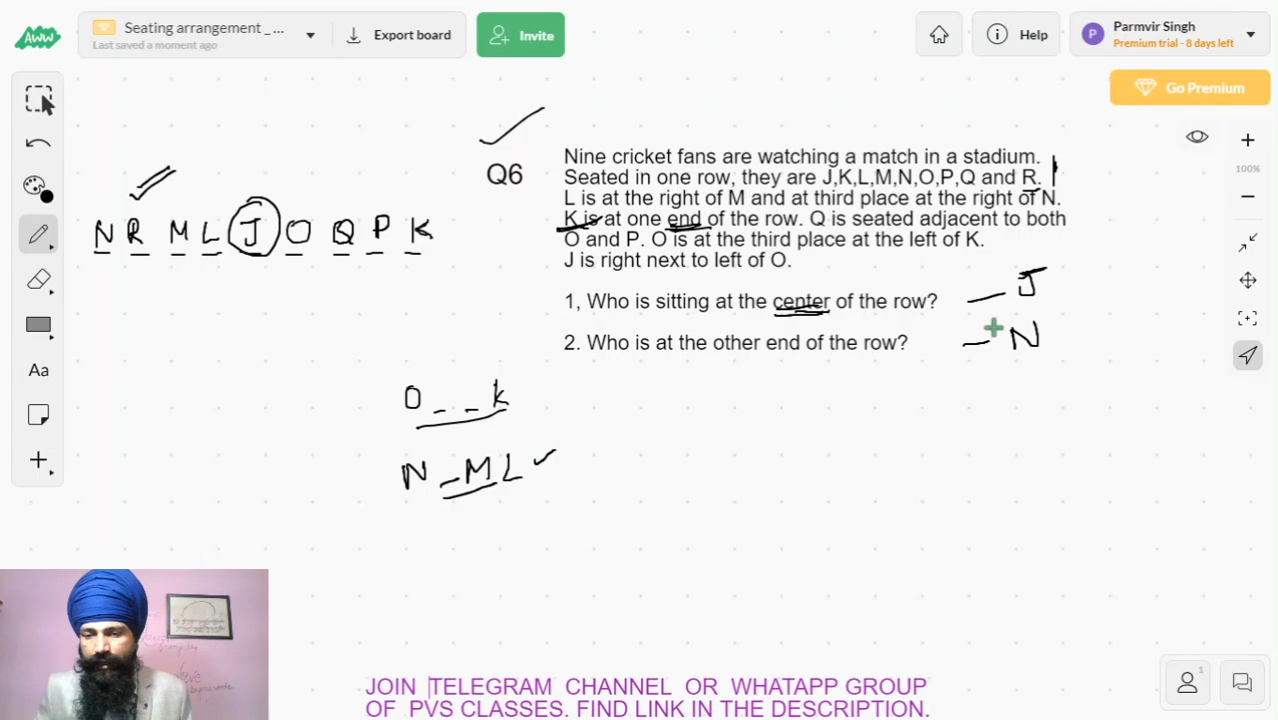 AWW
Seating arrangement _ ...
Last saved a moment ago
Export board
Invite
Help
P
Parmvir Singh
Premium trial - 8 days left
Go Premium
100%
Q6
Nine cricket fans are watching a match in a stadium.
Seated in one row, they are J,K,L,M,N,O,P,Q and R.
L is at the right of M and at third place at the right of N.
K is at one end of the row. Q is seated adjacent to both
O and P. O is at the third place at the left of K.
J is right next to left of O.
1, Who is sitting at the center of the row? _ J
2. Who is at the other end of the row? _ N
N R M L J O Q P K
O _ _ K
N _ M L
Aa
1
JOIN TELEGRAM CHANNEL OR WHATAPP GROUP
OF PVS CLASSES. FIND LINK IN THE DESCRIPTION.